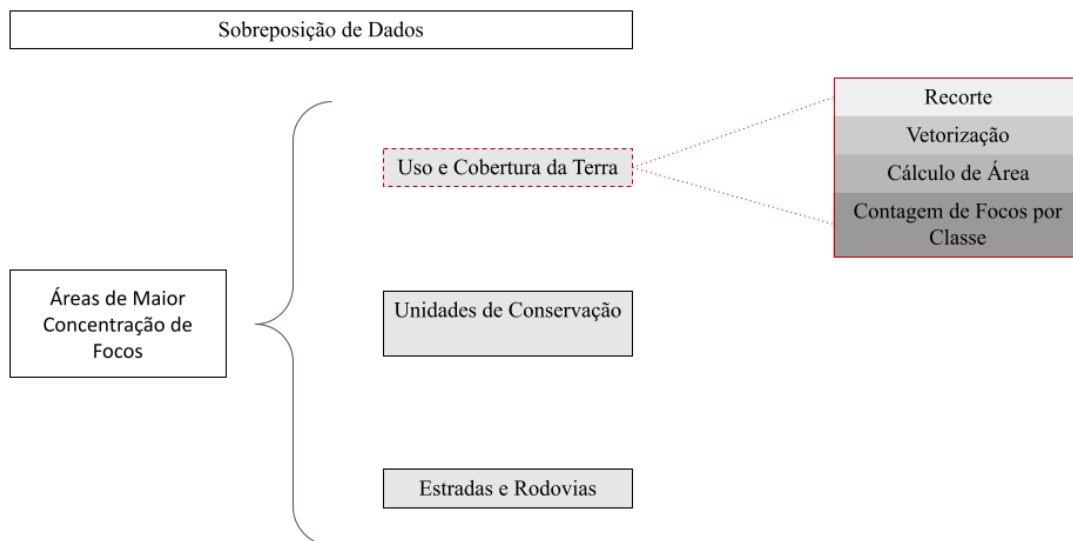 Sobreposição de Dados
Recorte
Vetorização
Uso e Cobertura da Terra
Cálculo de Área
Contagem de Focos por
Classe
Áreas de Maior
Concentração de
Focos
Unidades de Conservação
Estradas e Rodovias